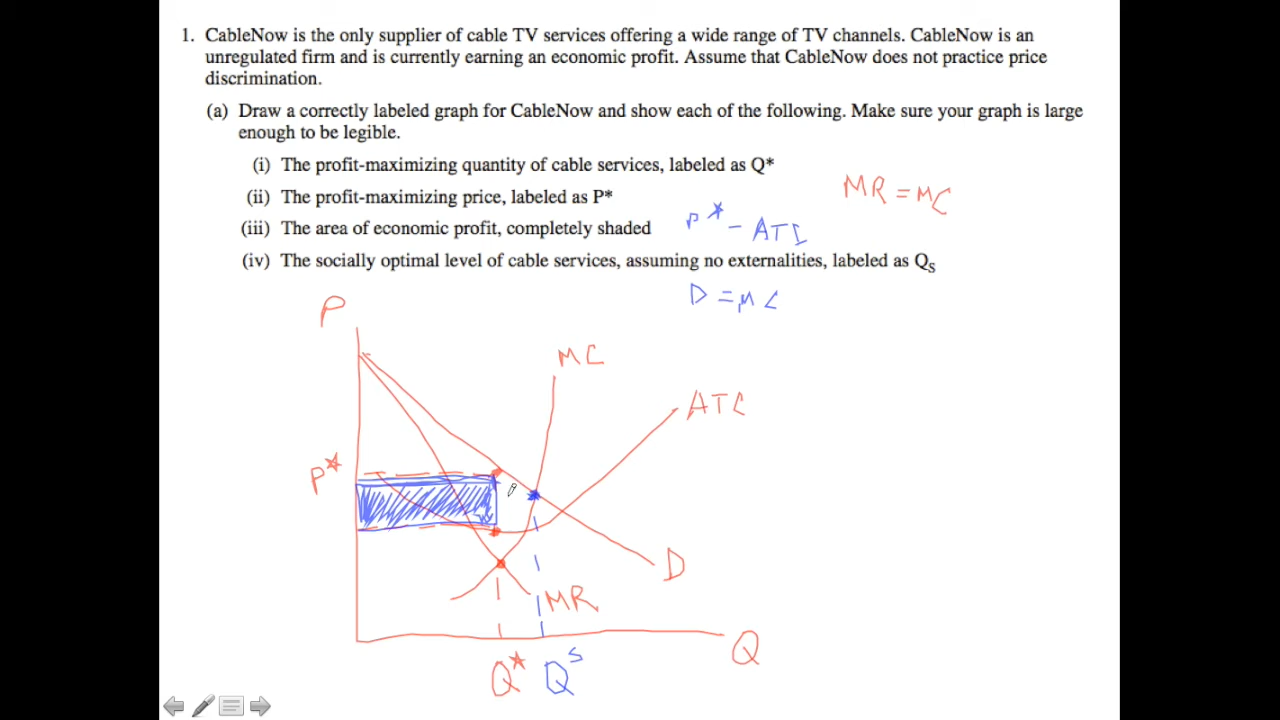 1. CableNow is the only supplier of cable TV services offering a wide range of TV channels. CableNow is an
unregulated firm and is currently earning an economic profit. Assume that CableNow does not practice price
discrimination.
(a) Draw a correctly labeled graph for CableNow and show each of the following. Make sure your graph is large
enough to be legible.
(i) The profit-maximizing quantity of cable services, labeled as Q*
MR = MC
(ii) The profit-maximizing price, labeled as P*
(iii) The area of economic profit, completely shaded
P* - ATC
(iv) The socially optimal level of cable services, assuming no externalities, labeled as Qs
D = MC
P
MC
ATC
P*
D
MR
Q
Q*
Qs